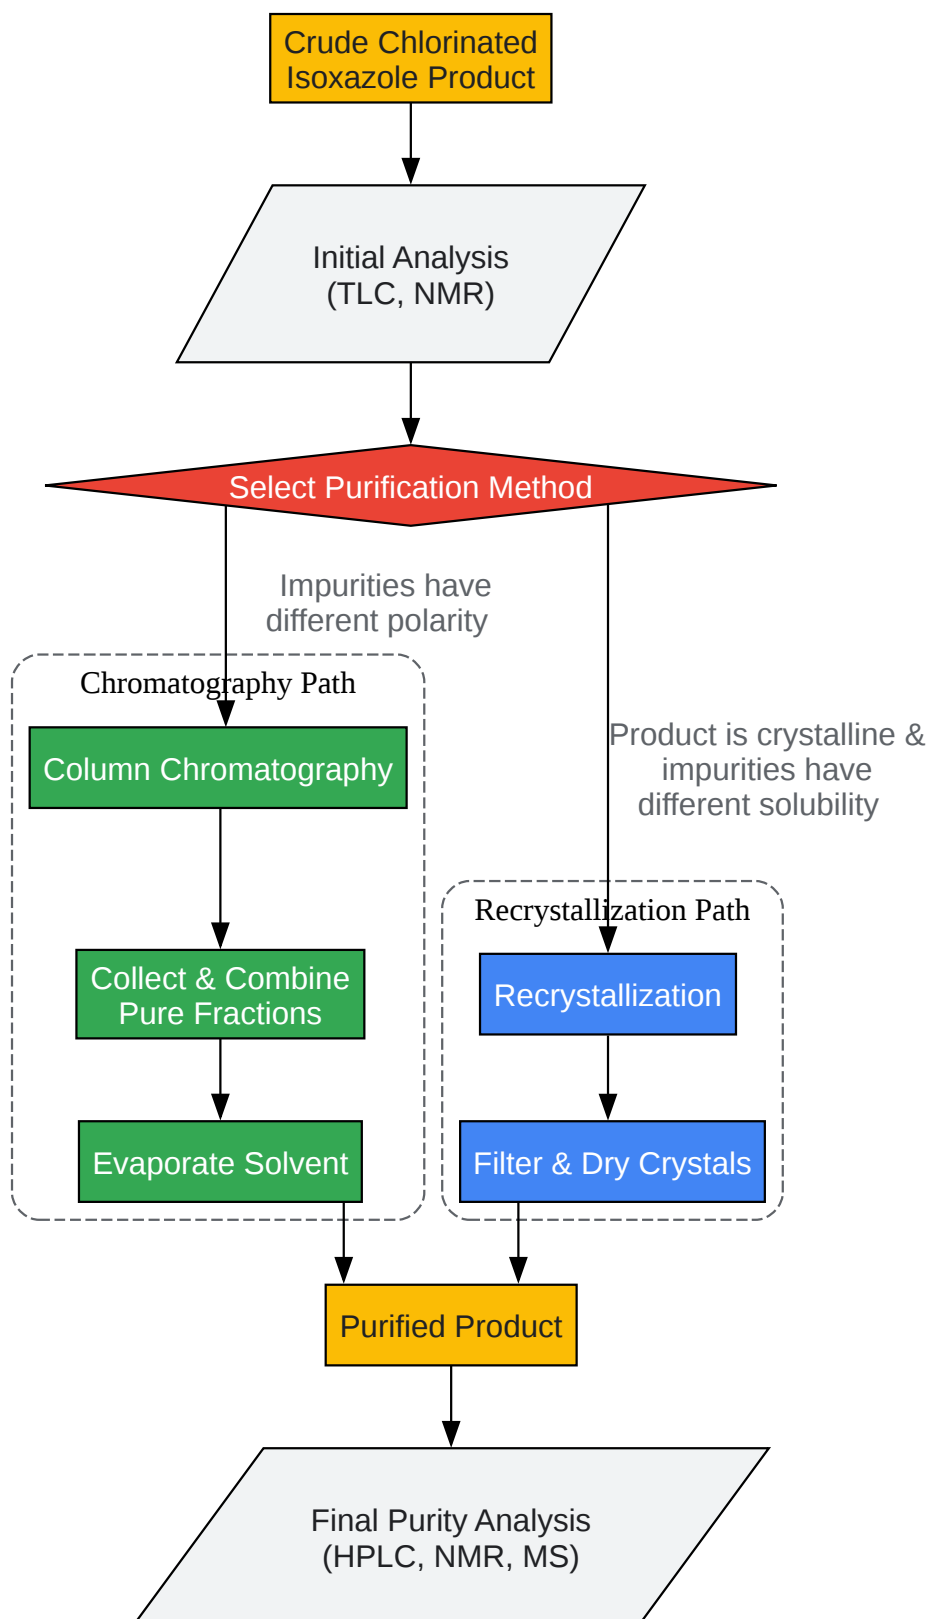 Crude Chlorinated
Isoxazole Product
Initial Analysis
(TLC, NMR)
Select Purification Method
Impurities have
different polarity
Chromatography Path
Column Chromatography
Product is crystalline &
impurities have
different solubility
Recrystallization Path
Collect & Combine
Pure Fractions
Recrystallization
Evaporate Solvent
Filter & Dry Crystals
Purified Product
Final Purity Analysis
(HPLC, NMR, MS)